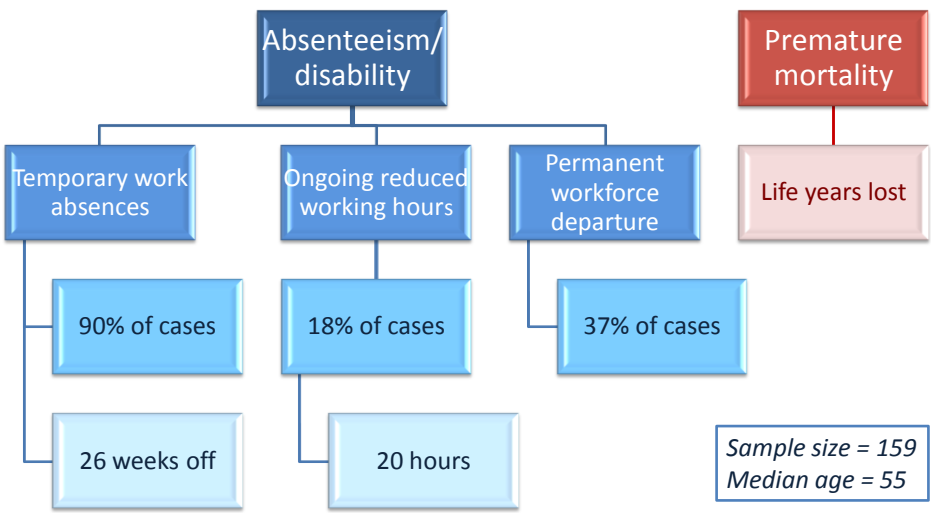 Absenteeism/
disability
Premature
mortality
Temporary work
absences
Ongoing reduced
working hours
Permanent
workforce
departure
Life years lost
90% of cases
18% of cases
37% of cases
26 weeks off
20 hours
Sample size = 159
Median age = 55